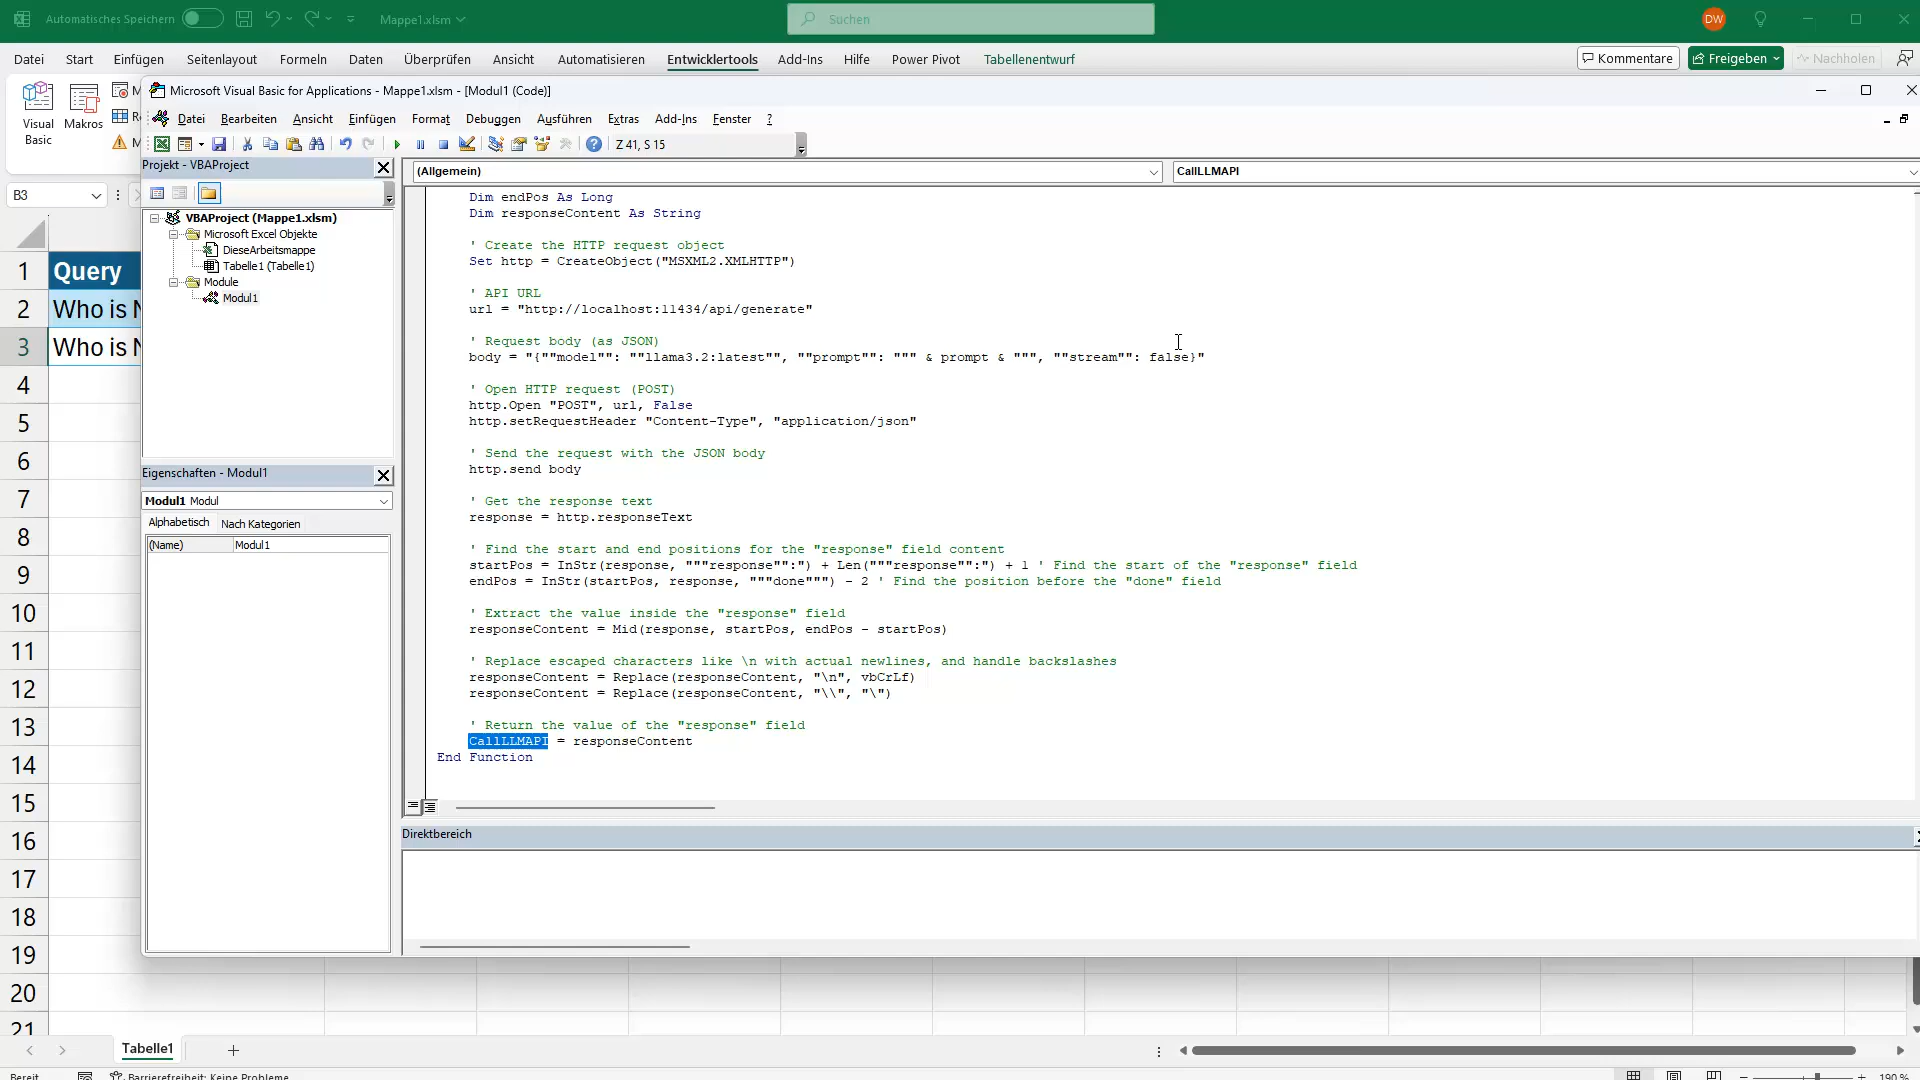 Automatisches Speichern
Mappe1.xlsm
Suchen
DW
Datei Start Einfügen Seitenlayout Formeln Daten Überprüfen Ansicht Automatisieren Entwicklertools Add-Ins Hilfe Power Pivot Tabellenentwurf
Kommentare Freigeben Nachholen
Visual Basic
Makros
Microsoft Visual Basic for Applications - Mappe1.xlsm - [Modul1 (Code)]
Datei Bearbeiten Ansicht Einfügen Format Debuggen Ausführen Extras Add-Ins Fenster ?
Z 41, S 15
Projekt - VBAProject
(Allgemein)
CallLLMAPI
B3
VBAProject (Mappe1.xlsm)
Microsoft Excel Objekte
DieseArbeitsmappe
Tabelle1 (Tabelle1)
Module
Modul1
1 Query
2 Who is N
3 Who is N
4
5
6
7
8
9
10
11
12
13
14
15
16
17
18
19
20
21
Eigenschaften - Modul1
Modul1 Modul
Alphabetisch Nach Kategorien
(Name) Modul1
Dim endPos As Long
Dim responseContent As String
' Create the HTTP request object
Set http = CreateObject("MSXML2.XMLHTTP")
' API URL
url = "http://localhost:11434/api/generate"
' Request body (as JSON)
body = "{""model"": ""llama3.2:latest"", ""prompt"": """ & prompt & """, ""stream"": false}"
' Open HTTP request (POST)
http.Open "POST", url, False
http.setRequestHeader "Content-Type", "application/json"
' Send the request with the JSON body
http.send body
' Get the response text
response = http.responseText
' Find the start and end positions for the "response" field content
startPos = InStr(response, """response"":") + Len("""response"":") + 1 ' Find the start of the "response" field
endPos = InStr(startPos, response, """done""") - 2 ' Find the position before the "done" field
' Extract the value inside the "response" field
responseContent = Mid(response, startPos, endPos - startPos)
' Replace escaped characters like \n with actual newlines, and handle backslashes
responseContent = Replace(responseContent, "\n", vbCrLf)
responseContent = Replace(responseContent, "\\", "\")
' Return the value of the "response" field
CallLLMAPI = responseContent
End Function
Direktbereich
Tabelle1
Bereit
Barrierefreiheit: Keine Probleme
190 %